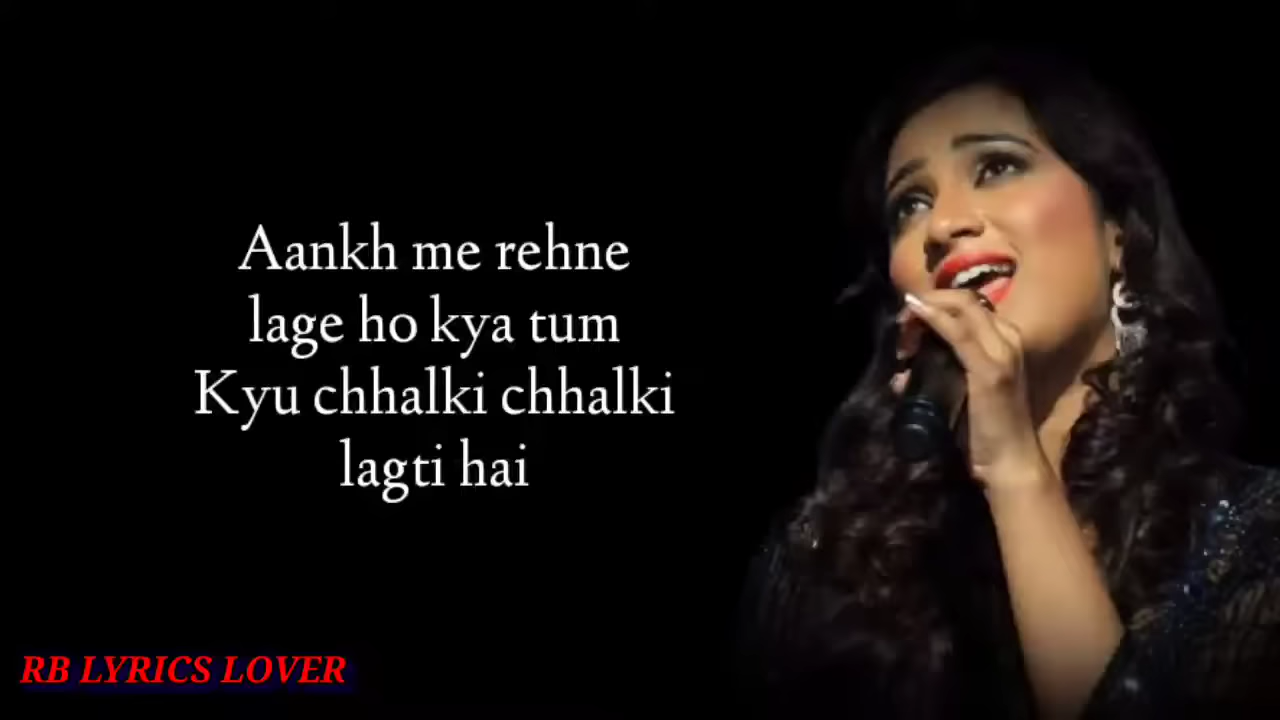 Aankh me rehne
lage ho kya tum
Kyu chhalki chhalki
lagti hai
RB LYRICS LOVER